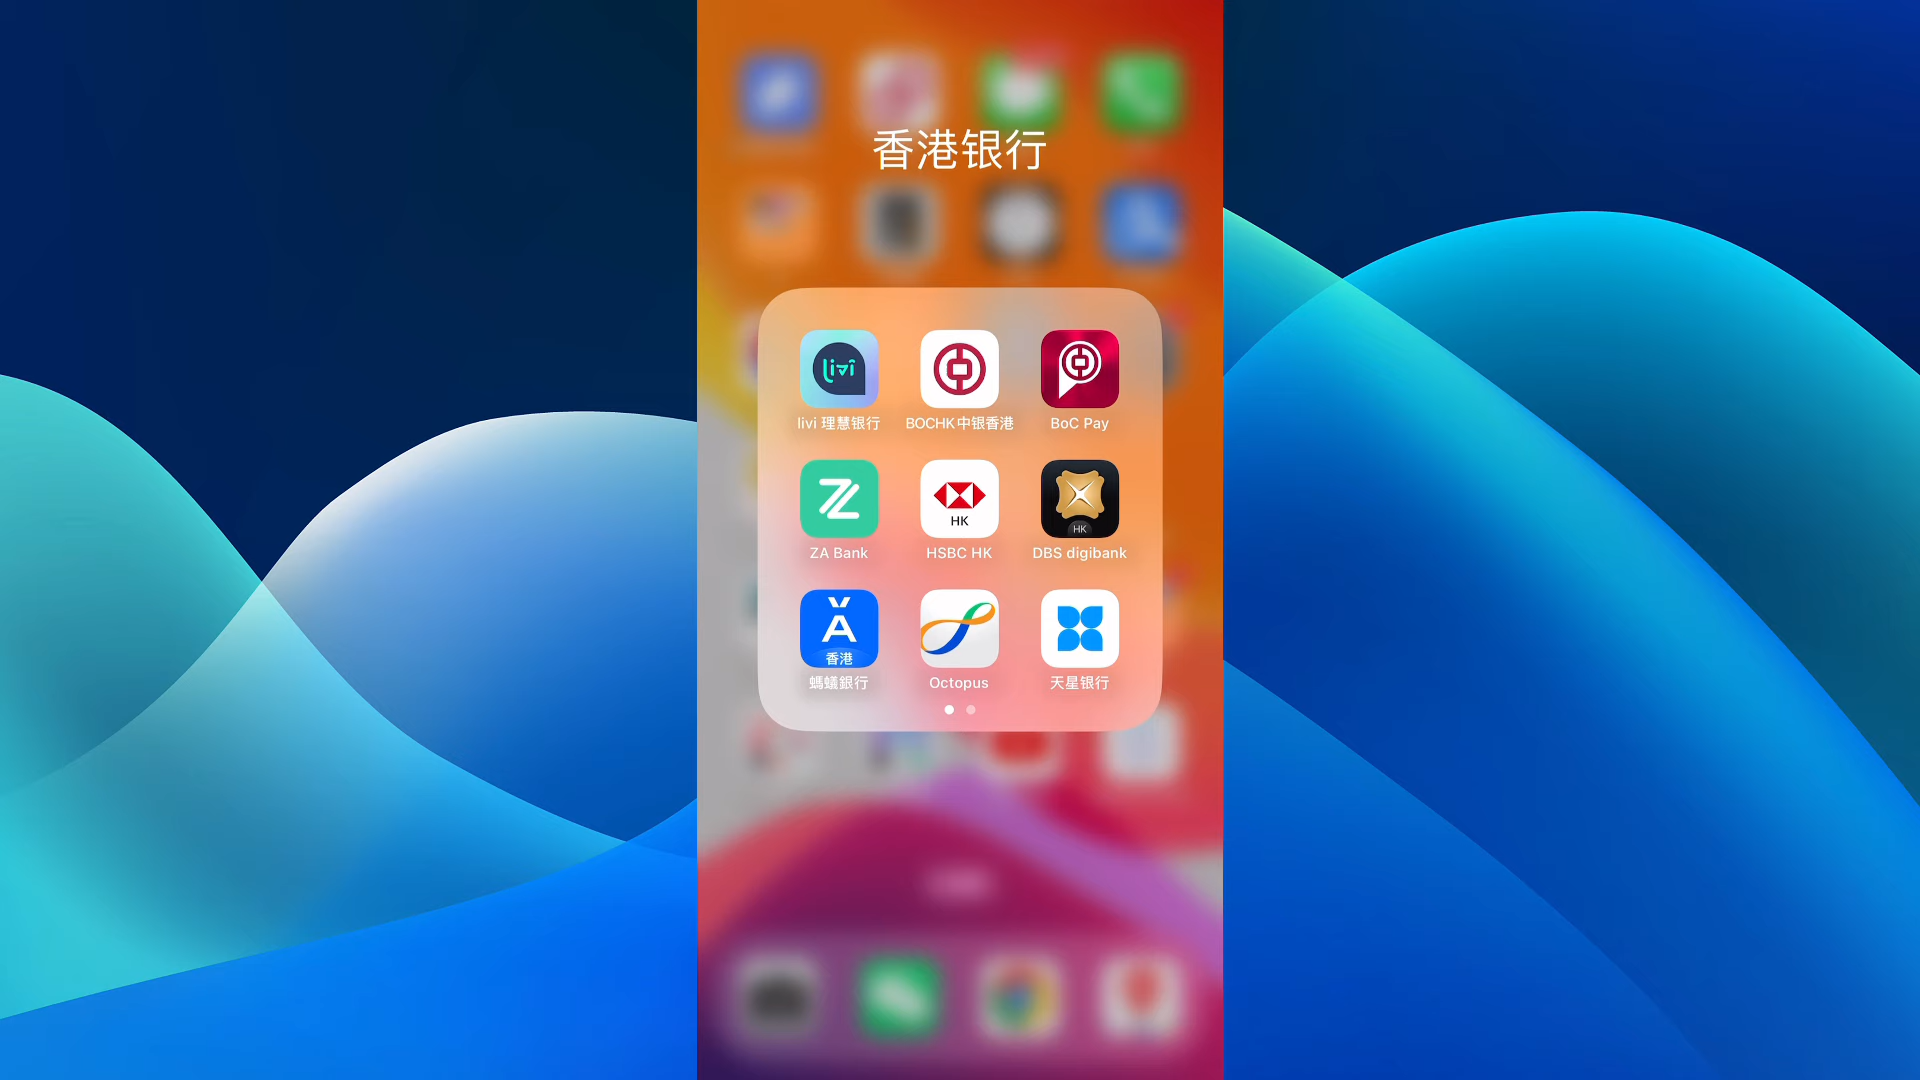 香港银行
livi
livi 理慧银行
BOCHK中银香港
BoC Pay
HK
HK
ZA Bank
HSBC HK
DBS digibank
香港
螞蟻銀行
Octopus
天星银行